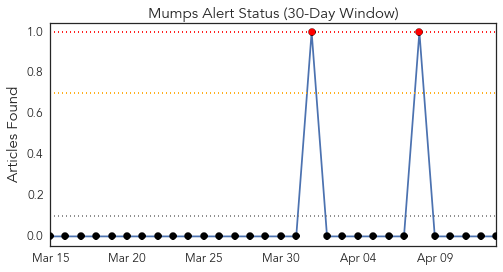 Mumps Alert Status (30-Day Window)
Articles Found
1.0
0.8
0.6
0.4
0.2
0.0
Mar 15 Mar 20 Mar 25 Mar 30 Apr 04 Apr 09